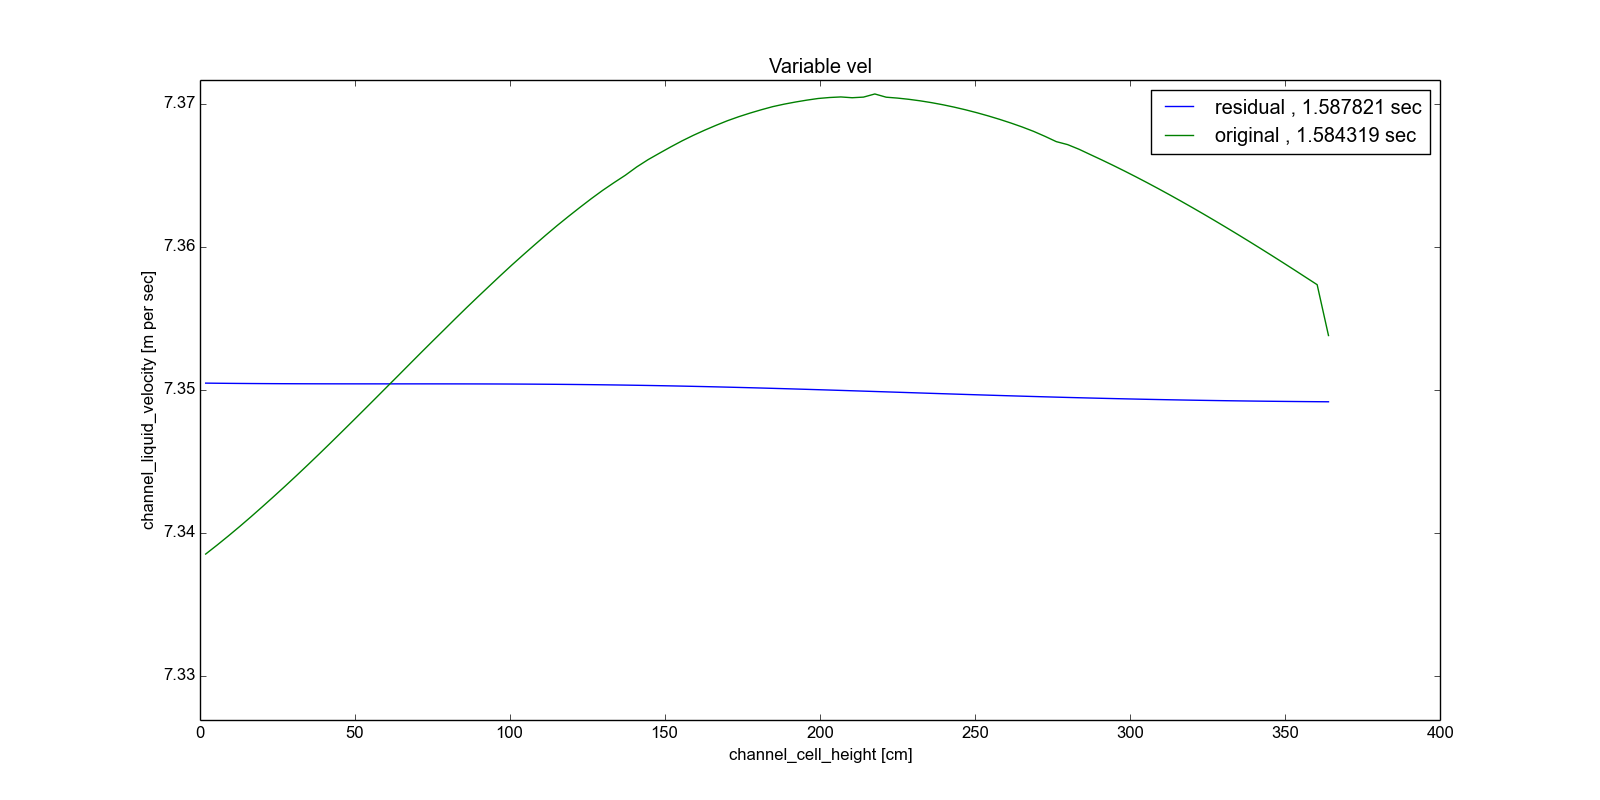 Variable vel
7.37
7.36
7.35
7.34
7.33
channel_liquid_velocity [m per sec]
residual , 1.587821 sec
original , 1.584319 sec
0 50 100 150 200 250 300 350 400
channel_cell_height [cm]